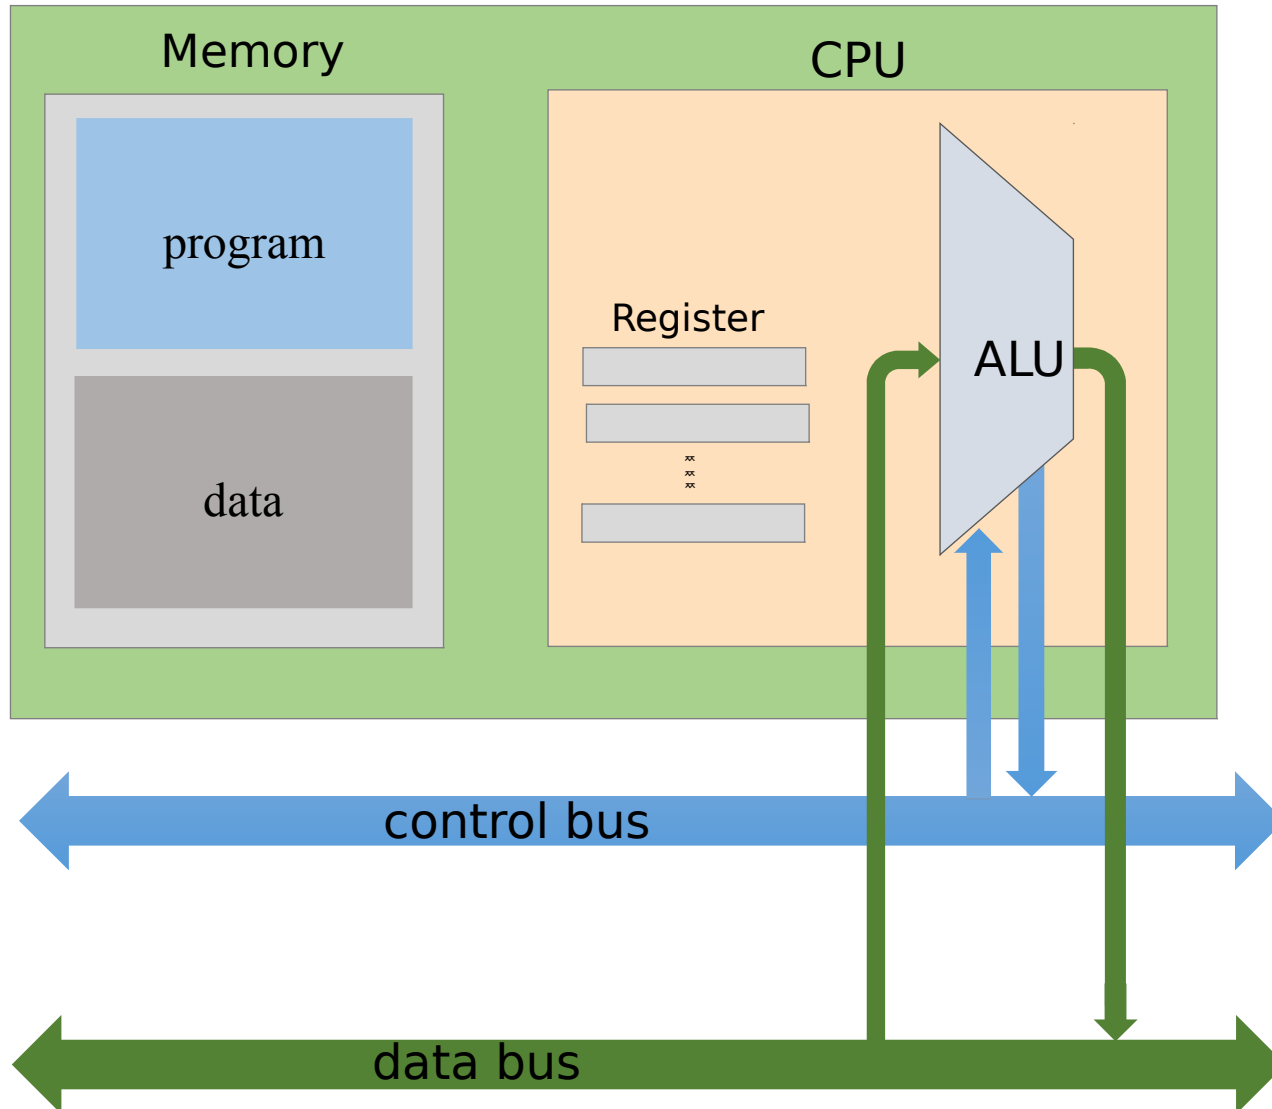 Memory
CPU
program
Register
ALU
data
control bus
data bus